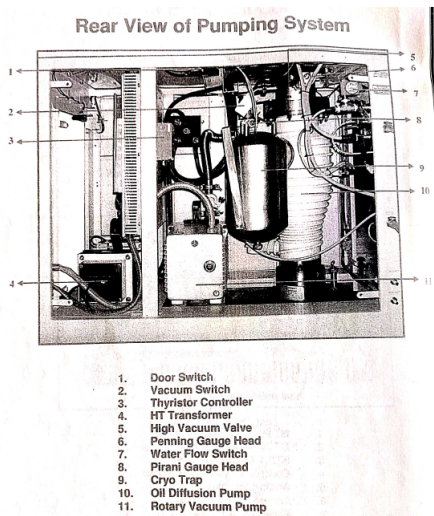 Rear View of Pumping System
5
1
6
7
2
8
3
9
10
4
11
1. Door Switch
2. Vacuum Switch
3. Thyristor Controller
4. HT Transformer
5. High Vacuum Valve
6. Penning Gauge Head
7. Water Flow Switch
8. Pirani Gauge Head
9. Cryo Trap
10. Oil Diffusion Pump
11. Rotary Vacuum Pump